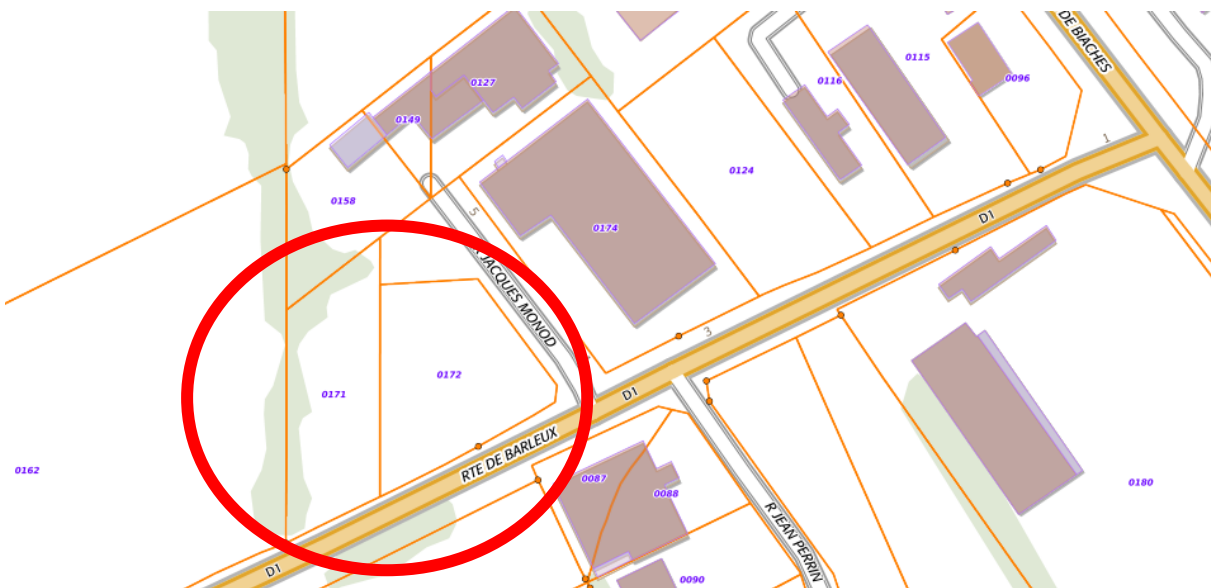 DE BIACHES
0115
0127
0116
0096
0149
1
0124
0158
5
D1
0174
JACQUES MONOD
3
0172
0171
D1
RTE DE BARLEUX
0162
0087
0180
0088
R JEAN PERRIN
D1
0090